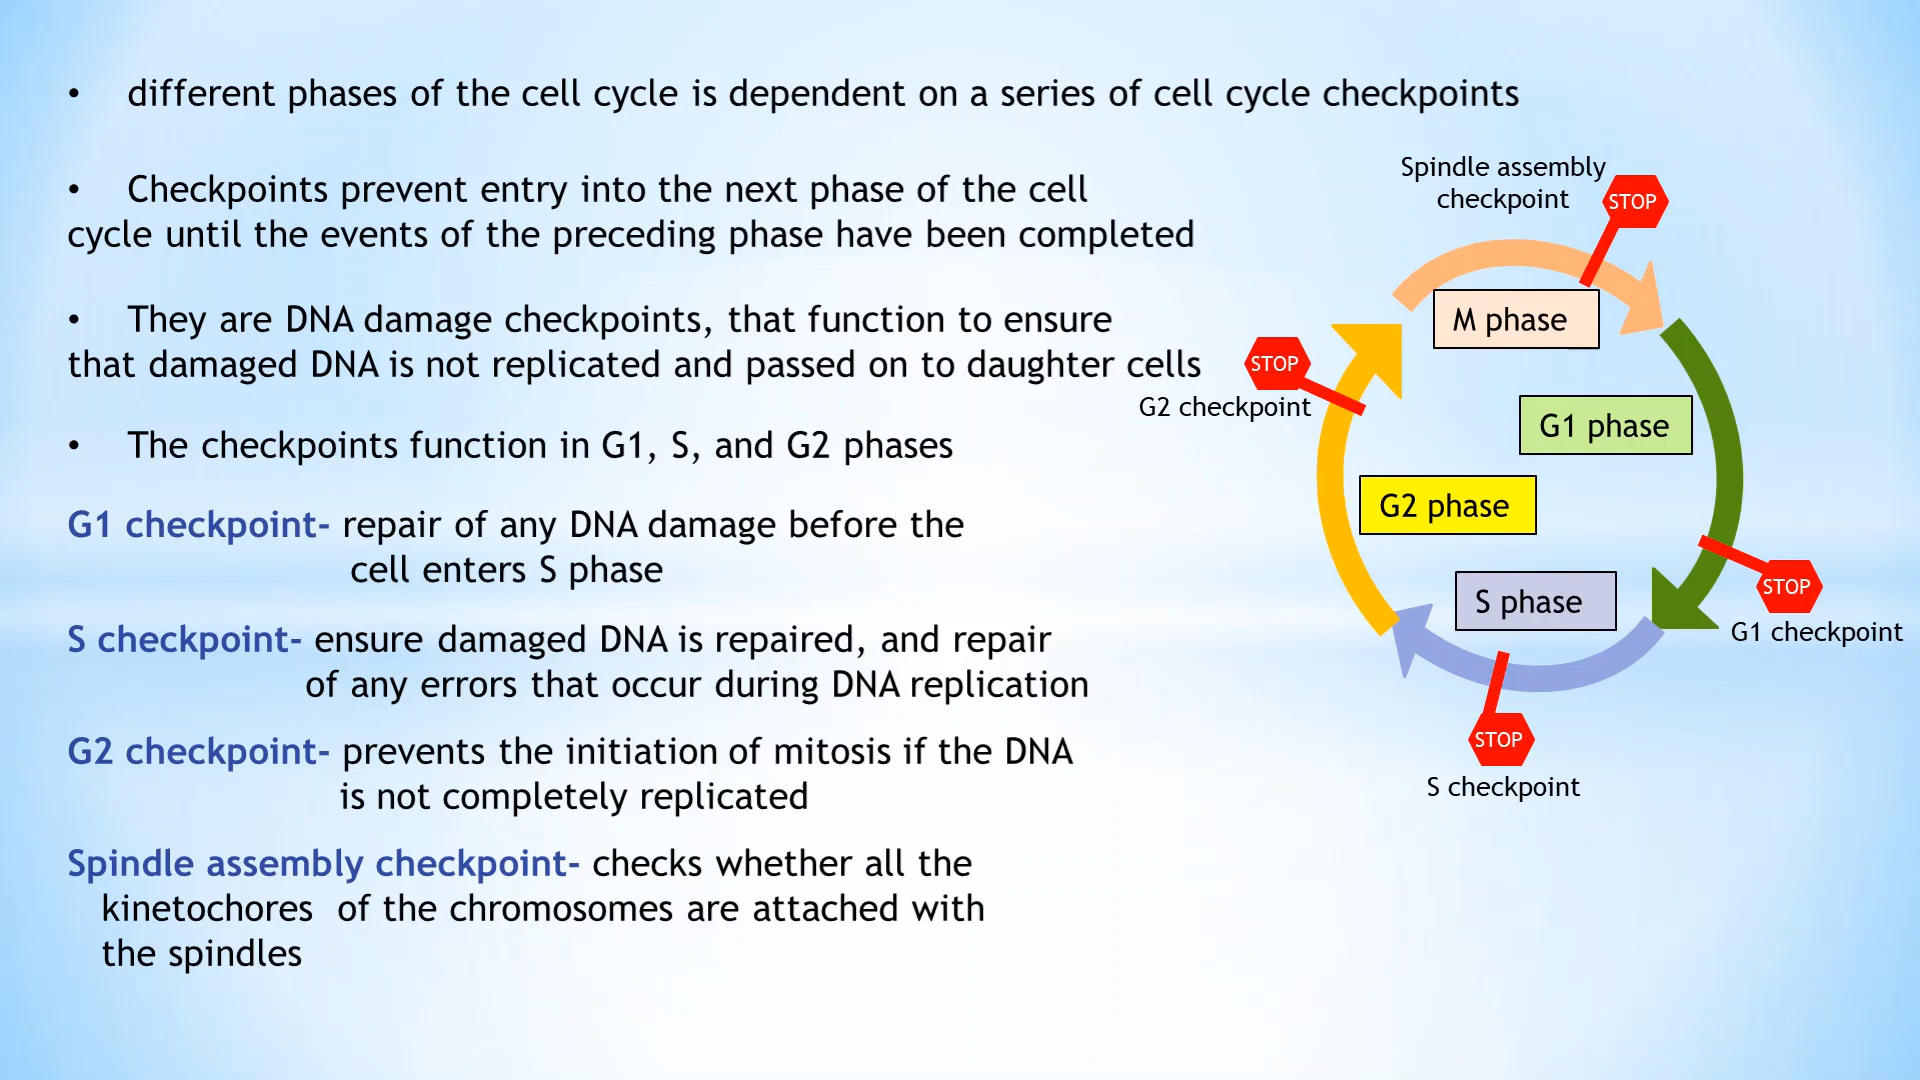 • different phases of the cell cycle is dependent on a series of cell cycle checkpoints
• Checkpoints prevent entry into the next phase of the cell
cycle until the events of the preceding phase have been completed
• They are DNA damage checkpoints, that function to ensure
that damaged DNA is not replicated and passed on to daughter cells
• The checkpoints function in G1, S, and G2 phases
G1 checkpoint- repair of any DNA damage before the
cell enters S phase
S checkpoint- ensure damaged DNA is repaired, and repair
of any errors that occur during DNA replication
G2 checkpoint- prevents the initiation of mitosis if the DNA
is not completely replicated
Spindle assembly checkpoint- checks whether all the
kinetochores of the chromosomes are attached with
the spindles
Spindle assembly
checkpoint
STOP
M phase
STOP
G2 checkpoint
G1 phase
G2 phase
S phase
STOP
G1 checkpoint
STOP
S checkpoint